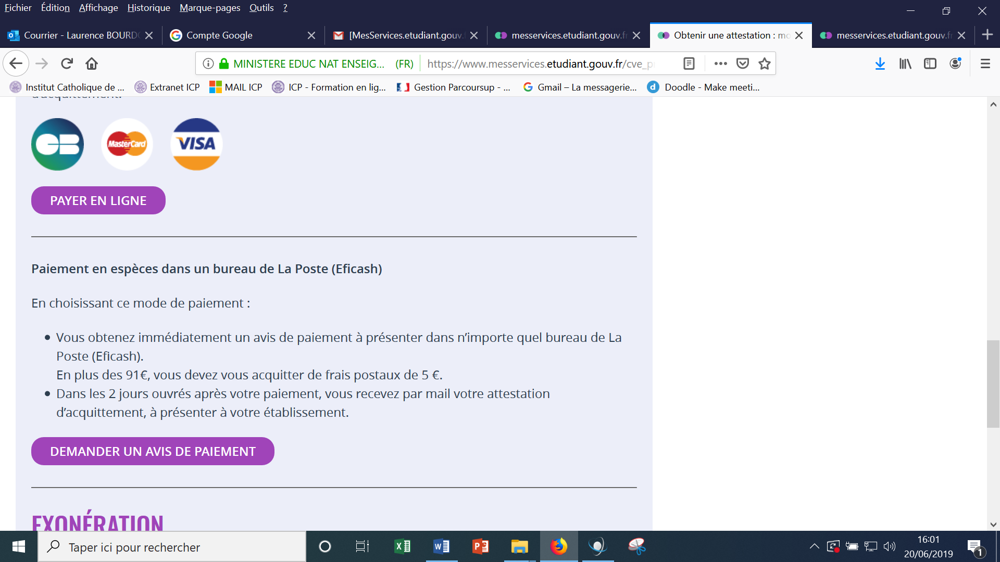 Fichier Édition Affichage Historique Marque-pages Outils ?
Courrier - Laurence BOURD
Compte Google
[MesServices.etudiant.gouv.
messervices.etudiant.gouv.fr
Obtenir une attestation : mo
messervices.etudiant.gouv.fr
MINISTERE EDUC NAT ENSEIG... (FR)
https://www.messervices.etudiant.gouv.fr/cve_p
Institut Catholique de ...
Extranet ICP
MAIL ICP
ICP - Formation en lig...
Gestion Parcoursup - ...
Gmail – La messagerie...
d Doodle - Make meeti...
d'acquittement.
CB
MasterCard
VISA
PAYER EN LIGNE
Paiement en espèces dans un bureau de La Poste (Eficash)
En choisissant ce mode de paiement :
• Vous obtenez immédiatement un avis de paiement à présenter dans n’importe quel bureau de La
Poste (Eficash).
En plus des 91€, vous devez vous acquitter de frais postaux de 5 €.
• Dans les 2 jours ouvrés après votre paiement, vous recevez par mail votre attestation
d’acquittement, à présenter à votre établissement.
DEMANDER UN AVIS DE PAIEMENT
EXONÉRATION
Taper ici pour rechercher
16:01
20/06/2019
1